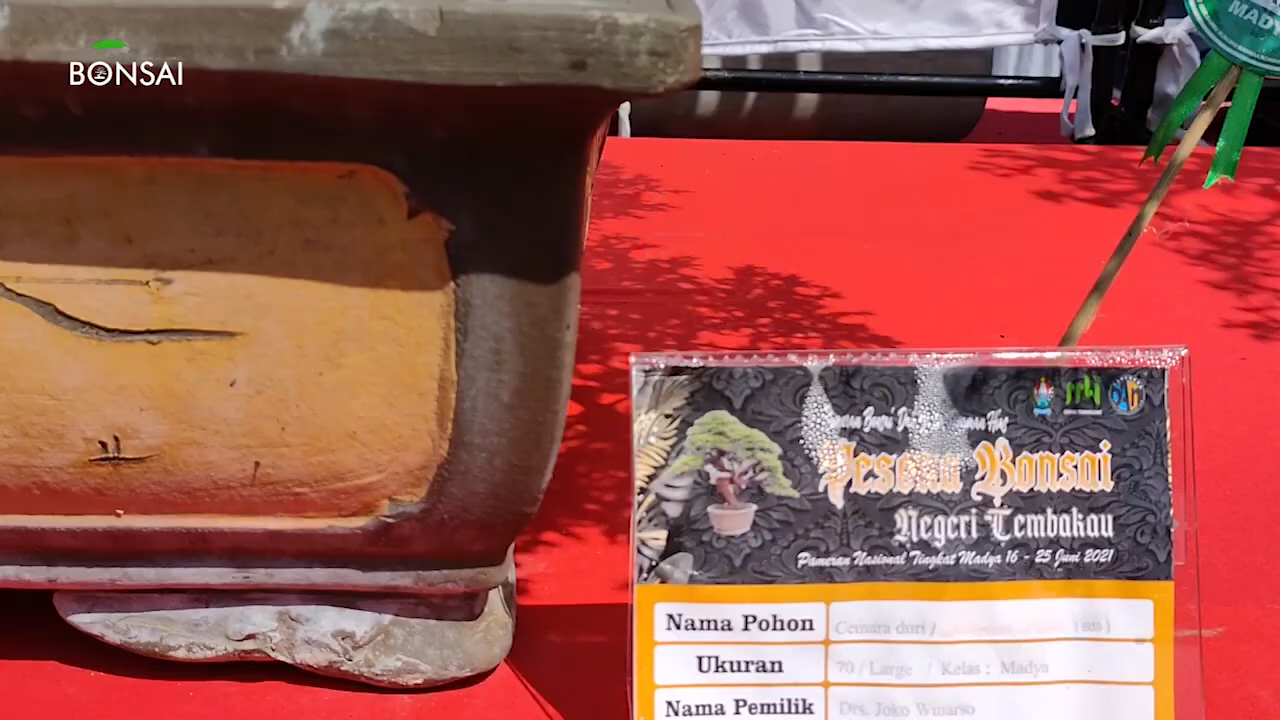 BONSAI
MADY
Pesona Bonsai
Negeri Tembakau
Pameran Nasional Tingkat Madya 16 - 25 Juni 2021
Nama Pohon Cemara duri /
Ukuran 70 / Large / Kelas : Madya
Nama Pemilik Drs. Joko Winarso